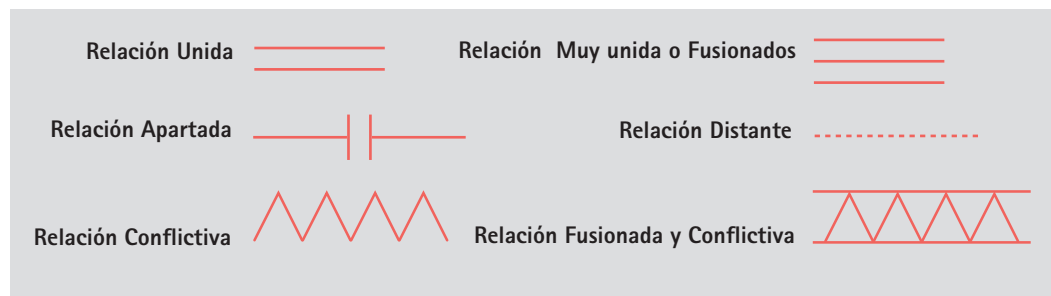 Relación Unida
Relación Muy unida o Fusionados
Relación Apartada
Relación Distante
Relación Conflictiva
Relación Fusionada y Conflictiva